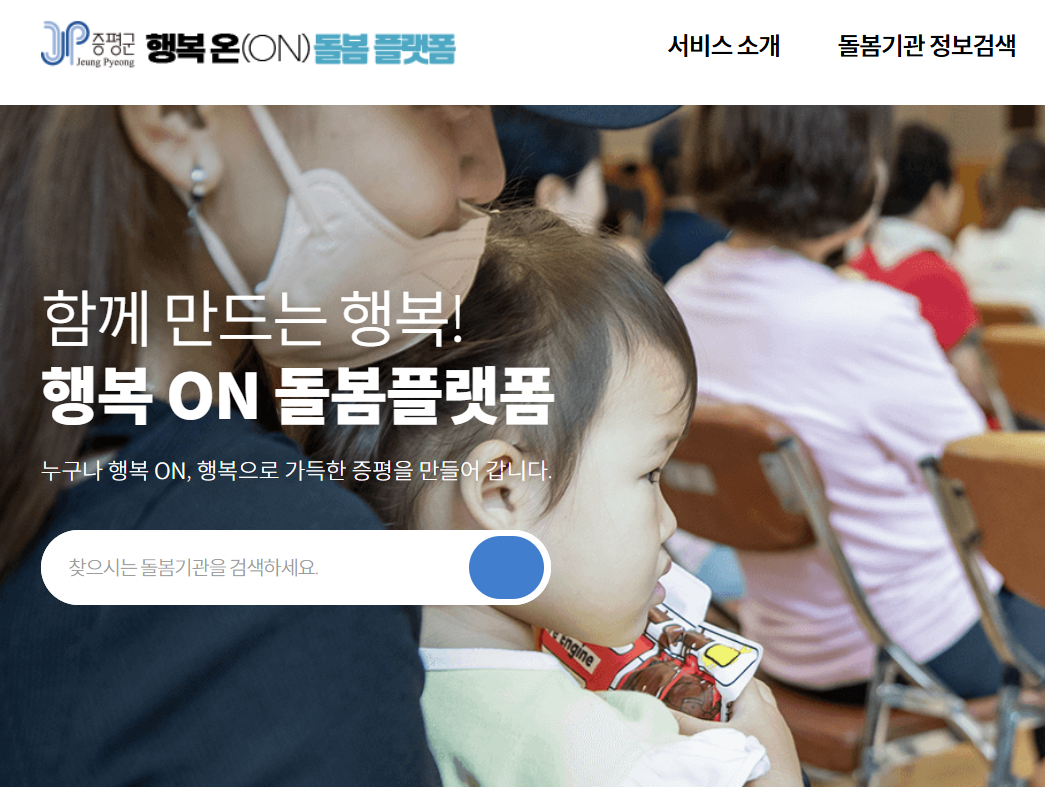 증평군
Jeung Pyeong
행복 온(ON) 돌봄 플랫폼
서비스 소개
돌봄기관 정보검색
함께 만드는 행복!
행복 ON 돌봄플랫폼
누구나 행복 ON, 행복으로 가득한 증평을 만들어 갑니다.
찾으시는 돌봄기관을 검색하세요.
Engine